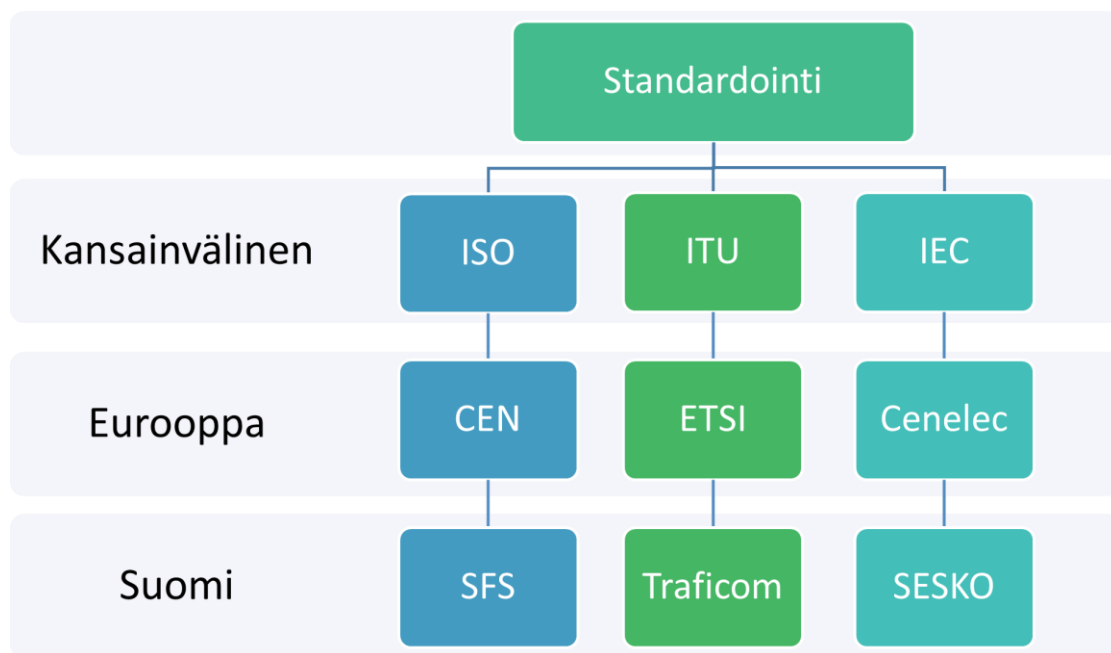 Standardointi
Kansainvälinen
ISO
ITU
IEC
Eurooppa
CEN
ETSI
Cenelec
Suomi
SFS
Traficom
SESKO